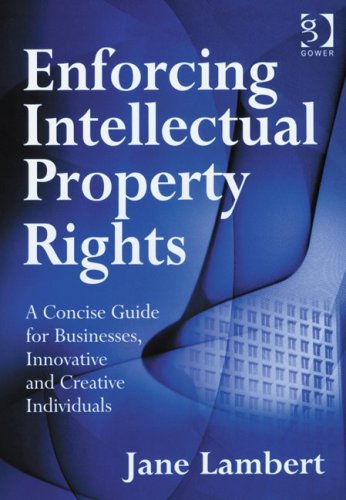 g
GOWER
Enforcing
Intellectual
Property
Rights
A Concise Guide
for Businesses,
Innovative
and Creative
Individuals
Jane Lambert